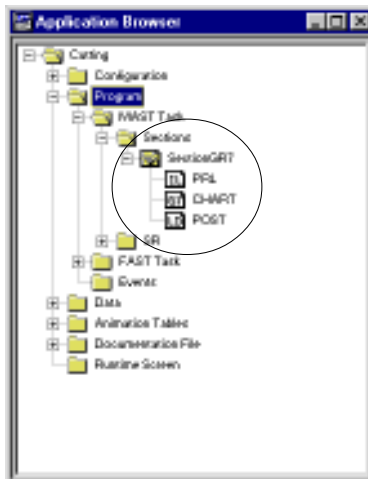 Application Browser
Cutting
Configuration
Program
MAST Task
Sections
SectionGR7
PRL
CHART
POST
SR
FAST Task
Events
Data
Animation Tables
Documentation File
Runtime Screen